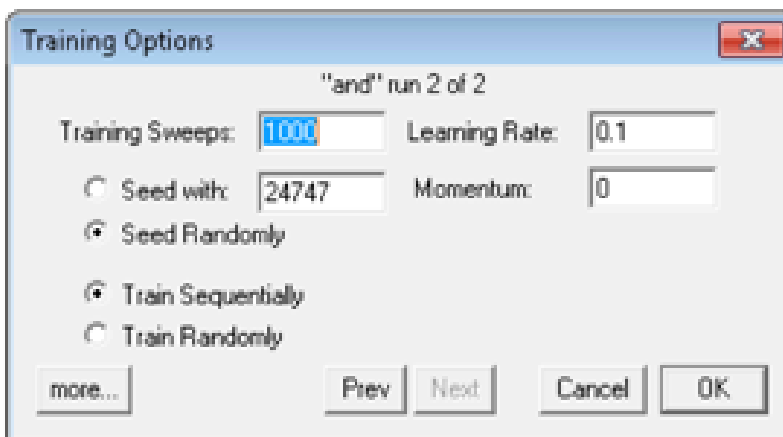 Training Options
"and" run 2 of 2
Training Sweeps: 1000 Learning Rate: 0.1
Seed with: 24747 Momentum: 0
Seed Randomly
Train Sequentially
Train Randomly
more... Prev Next Cancel OK